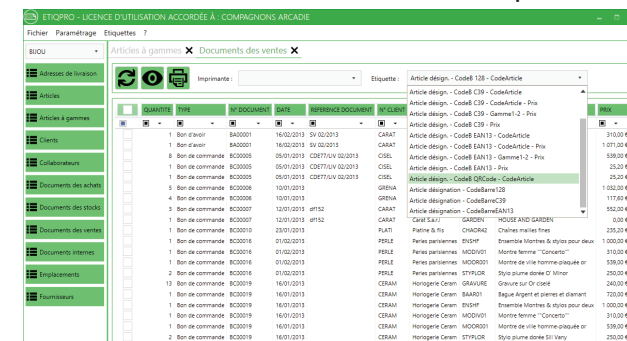 ETIQPRO - LICENCE D'UTILISATION ACCORDÉE À : COMPAGNONS ARCADIE
Fichier Paramétrage Etiquettes ?
BIJOU
Articles à gammes ✖ Documents des ventes ✖
Adresses de livraison
Articles
Articles à gammes
Clients
Collaborateurs
Documents des achats
Documents des stocks
Documents des ventes
Documents internes
Emplacements
Fournisseurs
Imprimante :
Etiquette : Article désign. - CodeB 128 - CodeArticle
Article désign. - CodeB C39 - CodeArticle
Article désign. - CodeB C39 - CodeArticle - Prix
Article désign. - CodeB C39 - Gamme1-2 - Prix
Article désign. - CodeB C39 - Prix
Article désign. - CodeB EAN13 - CodeArticle
Article désign. - CodeB EAN13 - CodeArticle - Prix
Article désign. - CodeB EAN13 - Gamme1-2 - Prix
Article désign. - CodeB EAN13 - Prix
Article désign. - CodeB QRCode - CodeArticle
Article désignation - CodeBarre128
Article désignation - CodeBarreC39
Article désignation - CodeBarreEAN13
QUANTITE TYPE N° DOCUMENT DATE REFERENCE DOCUMENT N° CLIENT PRIX
1 Bon d'avoir BA00001 16/02/2013 SV 02/2013 CARAT 310,00 €
1 Bon d'avoir BA00001 16/02/2013 SV 02/2013 CARAT 1 071,00 €
8 Bon de commande BC00005 05/01/2013 CDE77/LIV 02/2013 CISEL 539,00 €
1 Bon de commande BC00005 05/01/2013 CDE77/LIV 02/2013 CISEL 25,20 €
1 Bon de commande BC00005 05/01/2013 CDE77/LIV 02/2013 CISEL 25,20 €
5 Bon de commande BC00006 10/01/2013 GRENA 1 032,00 €
4 Bon de commande BC00006 10/01/2013 GRENA 117,60 €
3 Bon de commande BC00007 12/01/2013 df152 CARAT 552,00 €
1 Bon de commande BC00007 12/01/2013 df152 CARAT Carat S.a.r.l GARDEN HOUSE AND GARDEN 0,00 €
1 Bon de commande BC00010 23/01/2013 PLATI Platine & fils CHAOR42 Chaînes mailles fines 235,20 €
1 Bon de commande BC00016 01/02/2013 PERLE Perles parisiennes ENSHF Ensemble Montres & stylos pour deux 1 000,00 €
1 Bon de commande BC00016 01/02/2013 PERLE Perles parisiennes MODIV01 Montre femme ""Concerto"" 310,00 €
1 Bon de commande BC00016 01/02/2013 PERLE Perles parisiennes MOOR001 Montre de ville homme-plaquée or 539,00 €
2 Bon de commande BC00016 01/02/2013 PERLE Perles parisiennes STYPLOR Stylo plume dorée D' Minor 250,00 €
13 Bon de commande BC00019 16/01/2013 CERAM Horlogerie Ceram GRAVURE Gravure sur Or ciselé 240,00 €
1 Bon de commande BC00019 16/01/2013 CERAM Horlogerie Ceram BAAR01 Bague Argent et pierres et diamant 720,00 €
1 Bon de commande BC00019 16/01/2013 CERAM Horlogerie Ceram ENSHF Ensemble Montres & stylos pour deux 1 000,00 €
1 Bon de commande BC00019 16/01/2013 CERAM Horlogerie Ceram MODIV01 Montre femme ""Concerto"" 310,00 €
1 Bon de commande BC00019 16/01/2013 CERAM Horlogerie Ceram MOOR001 Montre de ville homme-plaquée or 539,00 €
2 Bon de commande BC00019 16/01/2013 CERAM Horlogerie Ceram STYPLOR Stylo plume dorée Sill Vany 250,00 €